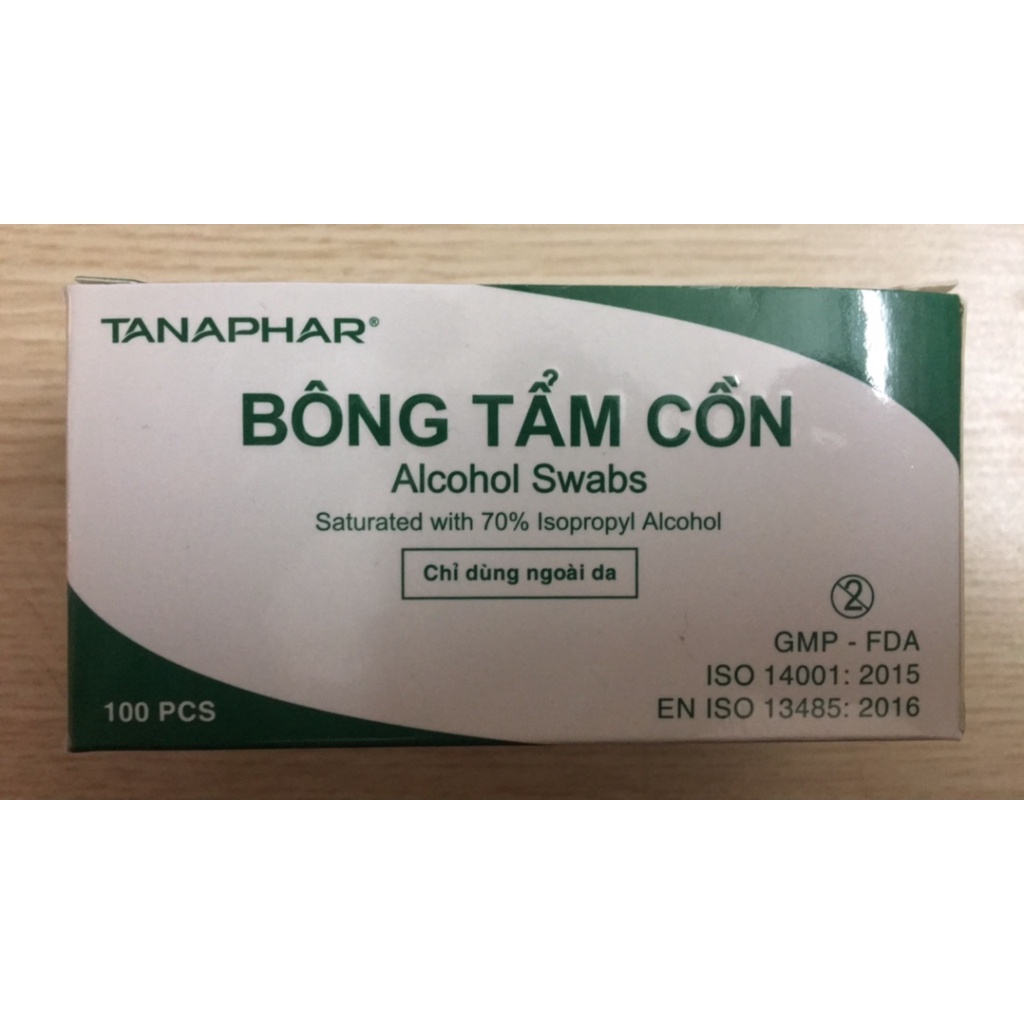 TANAPHAR®
BÔNG TẨM CỒN
Alcohol Swabs
Saturated with 70% Isopropyl Alcohol
Chỉ dùng ngoài da
2
GMP - FDA
ISO 14001: 2015
EN ISO 13485: 2016
100 PCS